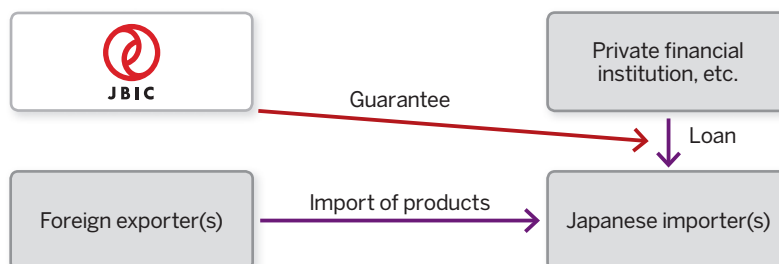 JBIC
Private financial
institution, etc.
Guarantee
Loan
Foreign exporter(s)
Import of products
Japanese importer(s)